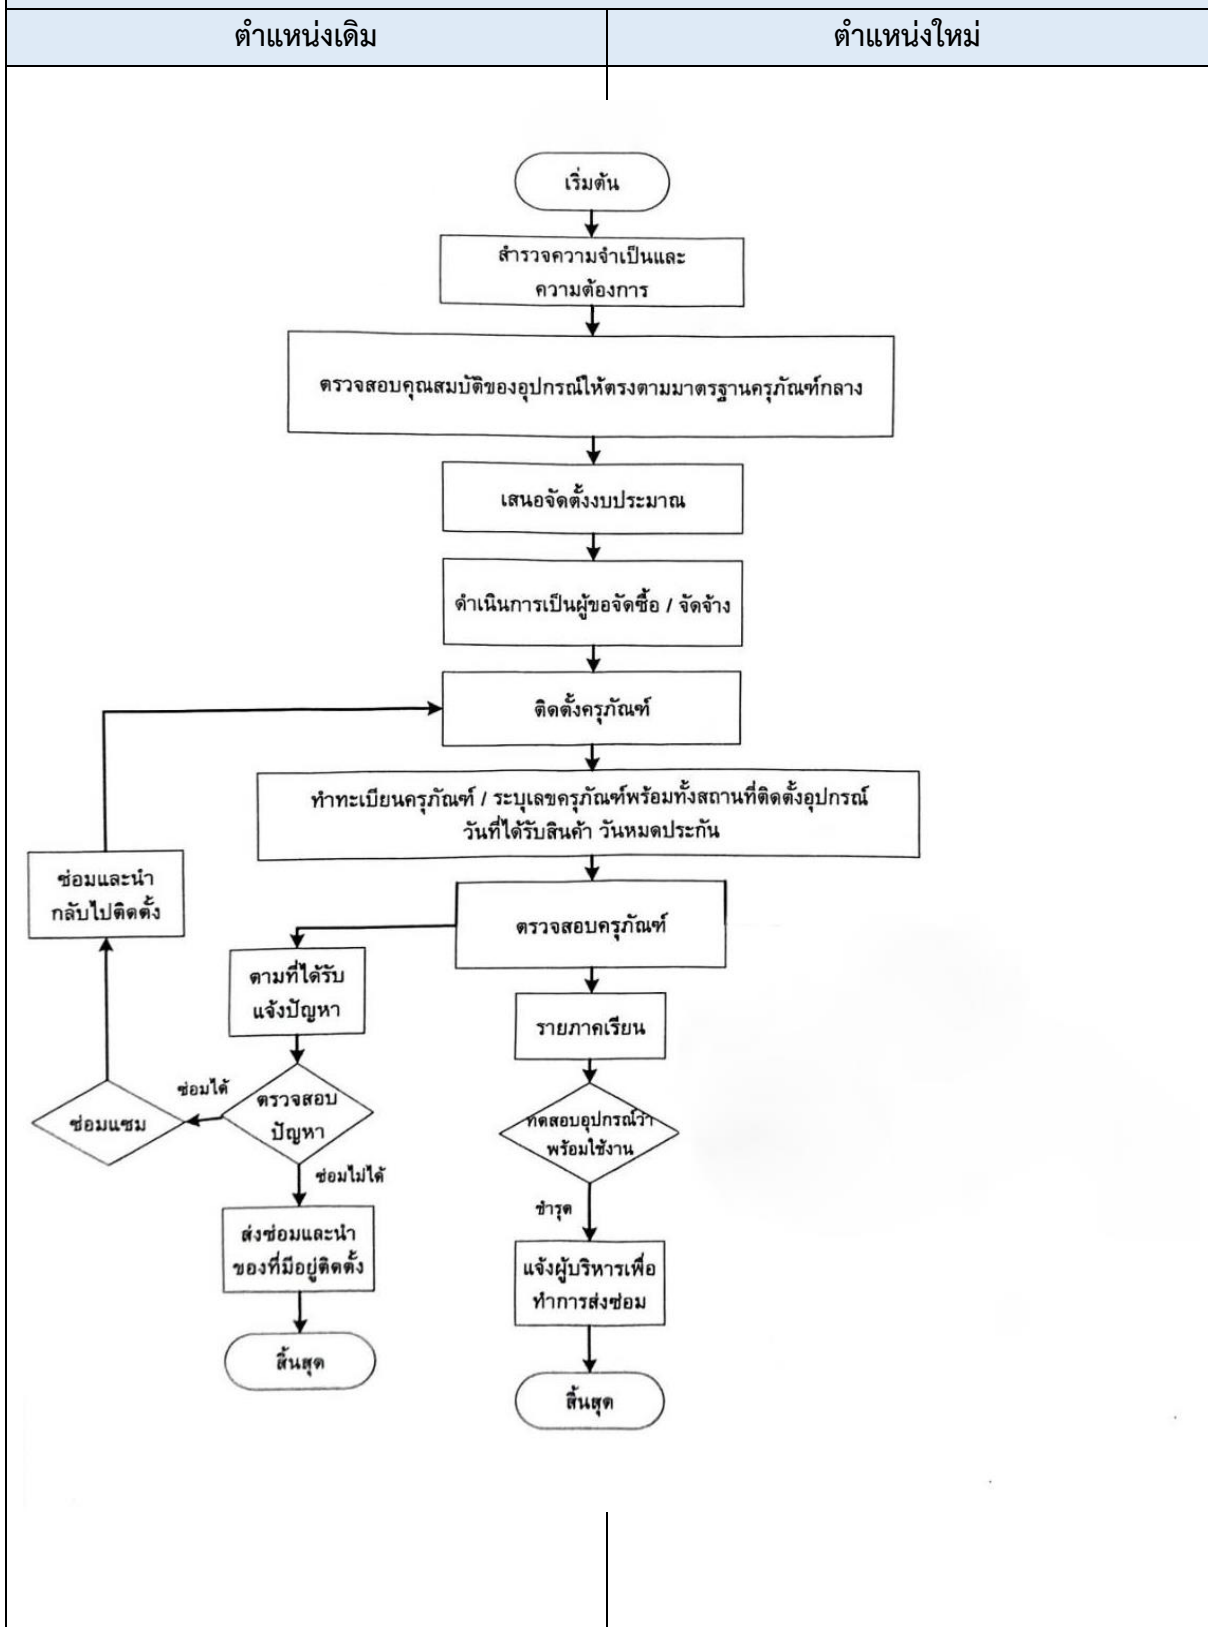 ตำแหน่งเดิม
ตำแหน่งใหม่
เริ่มต้น
สำรวจความจำเป็นและ
ความต้องการ
ตรวจสอบคุณสมบัติของอุปกรณ์ให้ตรงตามมาตรฐานครุภัณฑ์กลาง
เสนอจัดตั้งงบประมาณ
ดำเนินการเป็นผู้ขอจัดซื้อ / จัดจ้าง
ติดตั้งครุภัณฑ์
ทำทะเบียนครุภัณฑ์ / ระบุเลขครุภัณฑ์พร้อมทั้งสถานที่ติดตั้งอุปกรณ์
วันที่ได้รับสินค้า วันหมดประกัน
ซ่อมและนำ
กลับไปติดตั้ง
ตรวจสอบครุภัณฑ์
ตามที่ได้รับ
แจ้งปัญหา
รายภาคเรียน
ซ่อมได้
ตรวจสอบ
ปัญหา
ซ่อมแซม
ทดสอบอุปกรณ์ว่า
พร้อมใช้งาน
ซ่อมไม่ได้
ชำรุด
ส่งซ่อมและนำ
ของที่มีอยู่ติดตั้ง
แจ้งผู้บริหารเพื่อ
ทำการส่งซ่อม
สิ้นสุด
สิ้นสุด